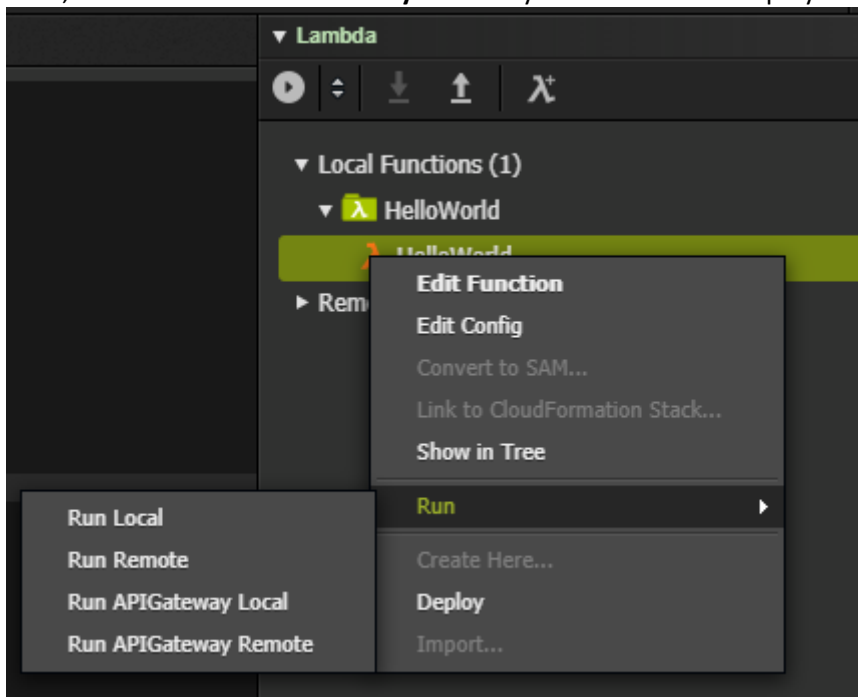 Lambda
Local Functions (1)
HelloWorld
HelloWorld
Edit Function
Edit Config
Convert to SAM...
Link to CloudFormation Stack...
Show in Tree
Run
Create Here...
Deploy
Import...
Run Local
Run Remote
Run APIGateway Local
Run APIGateway Remote